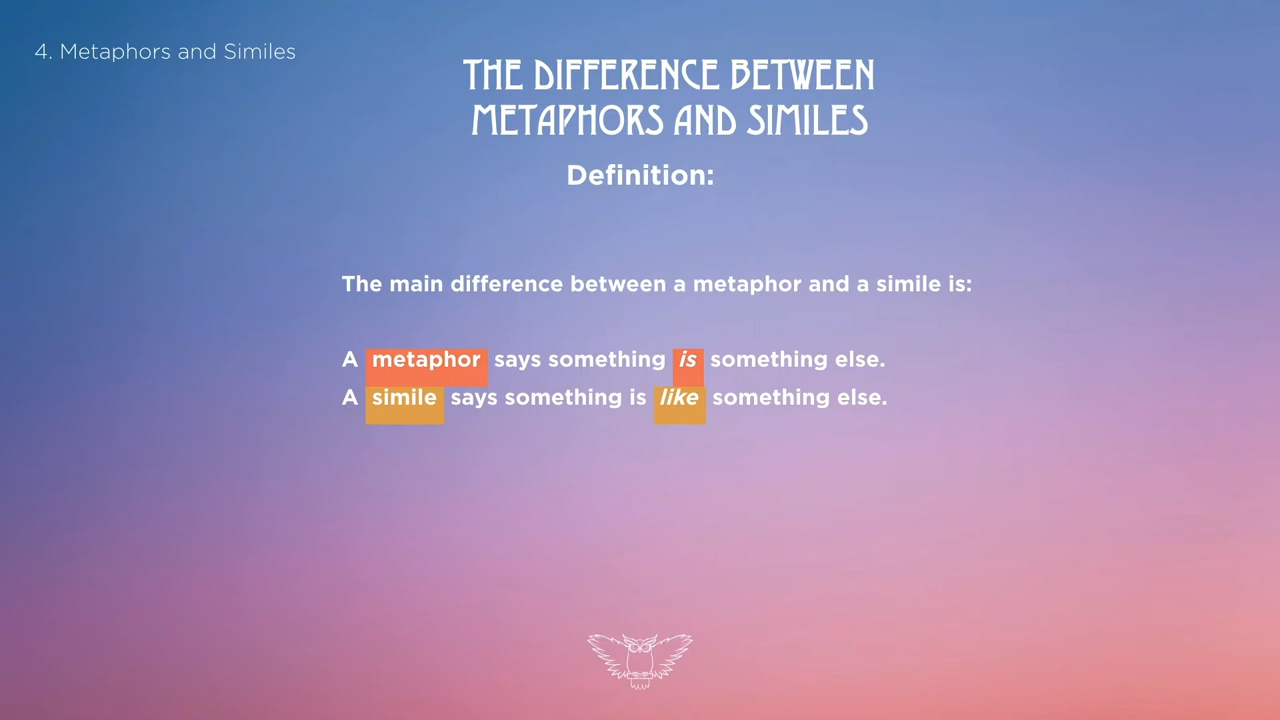 4. Metaphors and Similes
THE DIFFERENCE BETWEEN
METAPHORS AND SIMILES
Definition:
The main difference between a metaphor and a simile is:
A metaphor says something is something else.
A simile says something is like something else.